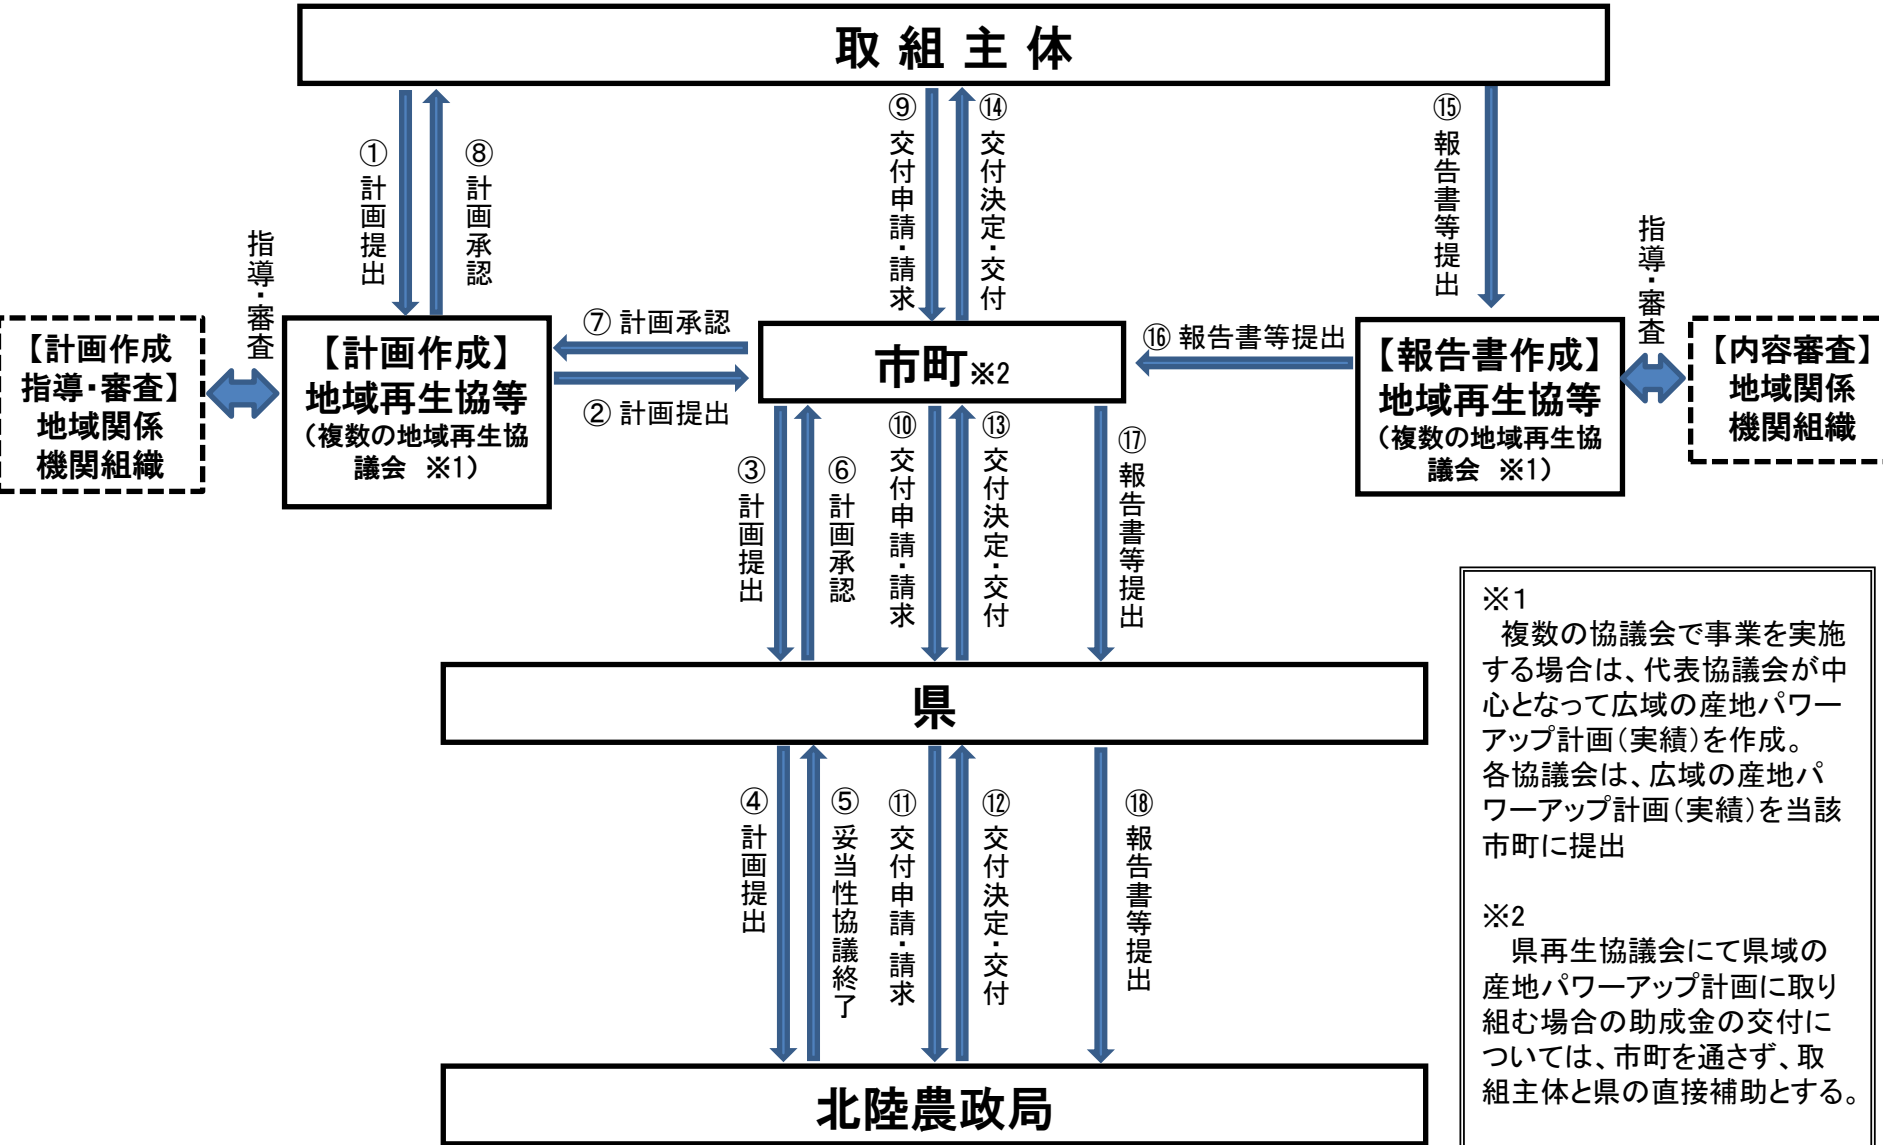 取組主体
①計画提出
⑧計画承認
⑨交付申請・請求
⑭交付決定・交付
⑮報告書等提出
指導・審査
【計画作成
指導・審査】
地域関係
機関組織
【計画作成】
地域再生協等
（複数の地域再生協
議会　※1）
⑦計画承認
②計画提出
市町※2
⑯報告書等提出
【報告書作成】
地域再生協等
（複数の地域再生協
議会　※1）
指導・審査
【内容審査】
地域関係
機関組織
③計画提出
⑥計画承認
⑩交付申請・請求
⑬交付決定・交付
⑰報告書等提出
県
④計画提出
⑤妥当性協議終了
⑪交付申請・請求
⑫交付決定・交付
⑱報告書等提出
北陸農政局
※1
複数の協議会で事業を実施
する場合は、代表協議会が中
心となって広域の産地パワー
アップ計画（実績）を作成。
各協議会は、広域の産地パ
ワーアップ計画（実績）を当該
市町に提出
※2
県再生協議会にて県域の
産地パワーアップ計画に取り
組む場合の助成金の交付に
ついては、市町を通さず、取
組主体と県の直接補助とする。